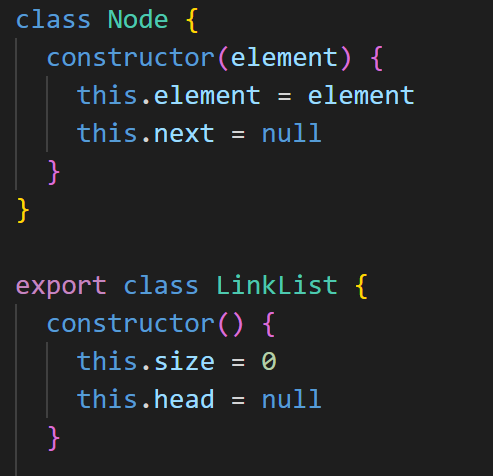 class Node {
  constructor(element) {
    this.element = element
    this.next = null
  }
}

export class LinkList {
  constructor() {
    this.size = 0
    this.head = null
  }